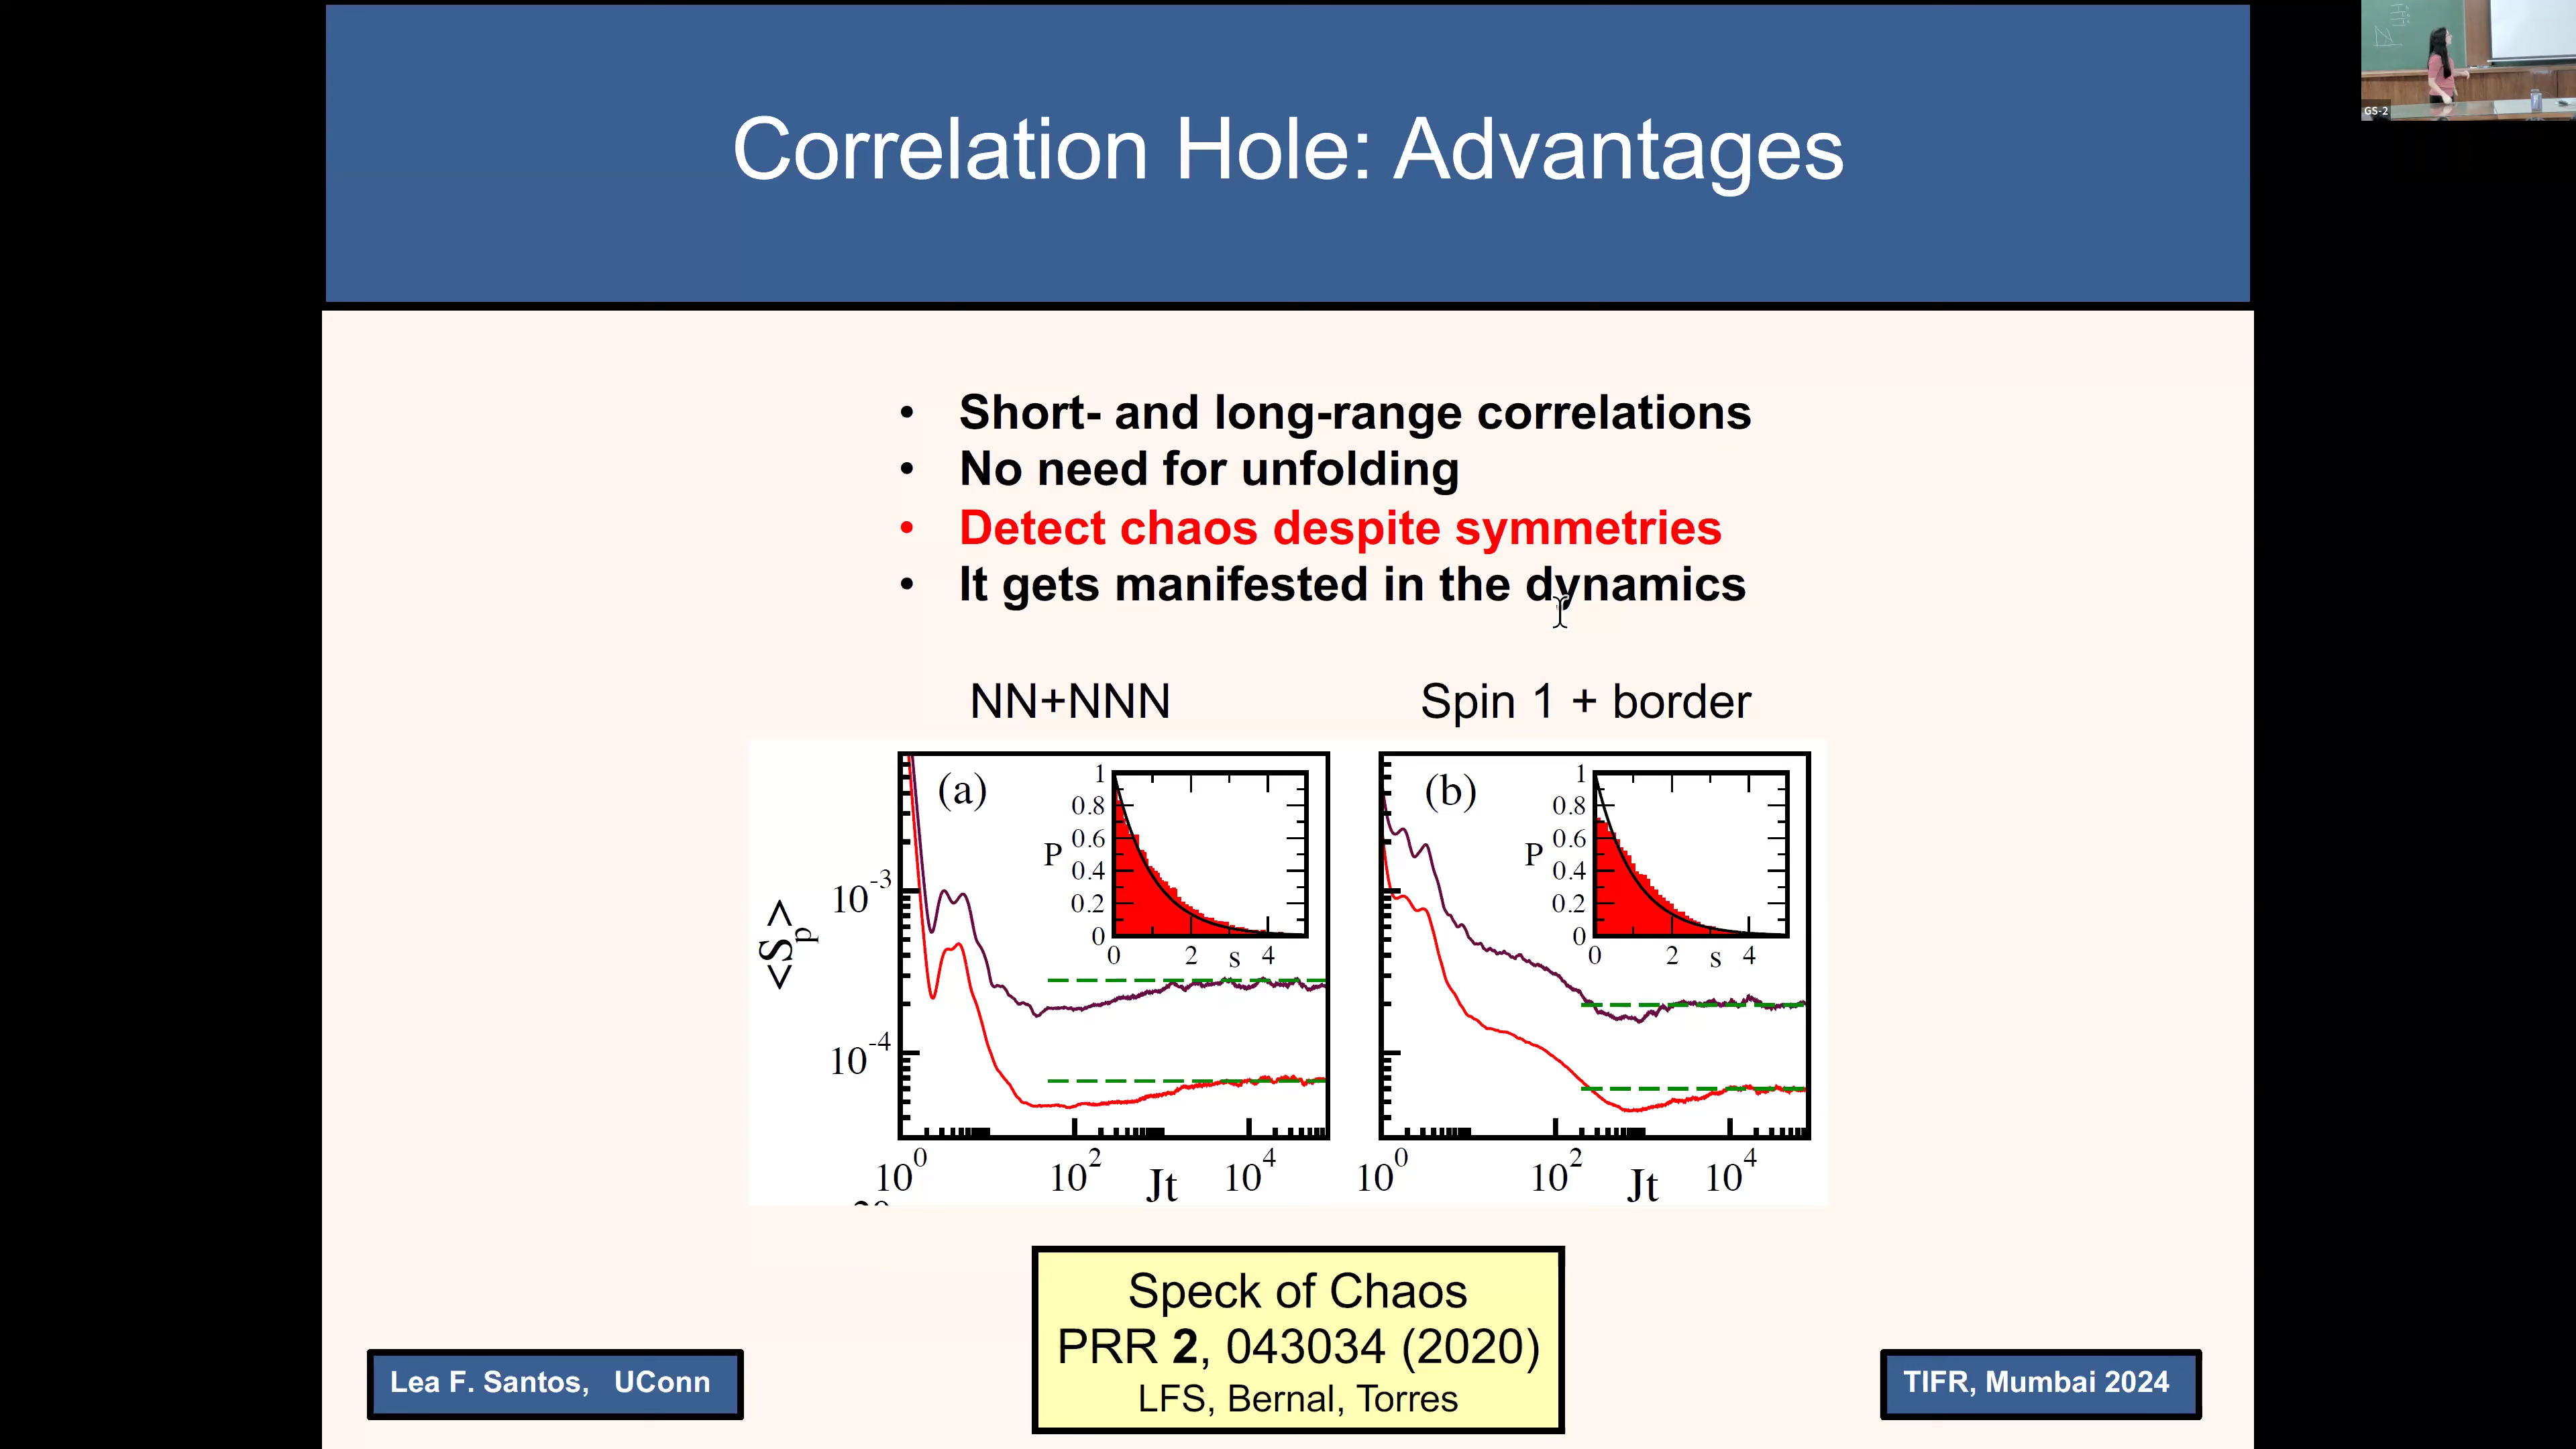 Correlation Hole: Advantages
GS-2
• Short- and long-range correlations
• No need for unfolding
• Detect chaos despite symmetries
• It gets manifested in the dynamics
NN+NNN
Spin 1 + border
(a)
1
0.8
0.6
0.4
0.2
0
P
0 2 s 4
(b)
1
0.8
0.6
0.4
0.2
0
P
0 2 s 4
<S_p>
10^-3
10^-4
10^0 10^2 Jt 10^4
10^0 10^2 Jt 10^4
Speck of Chaos
PRR 2, 043034 (2020)
LFS, Bernal, Torres
Lea F. Santos, UConn
TIFR, Mumbai 2024